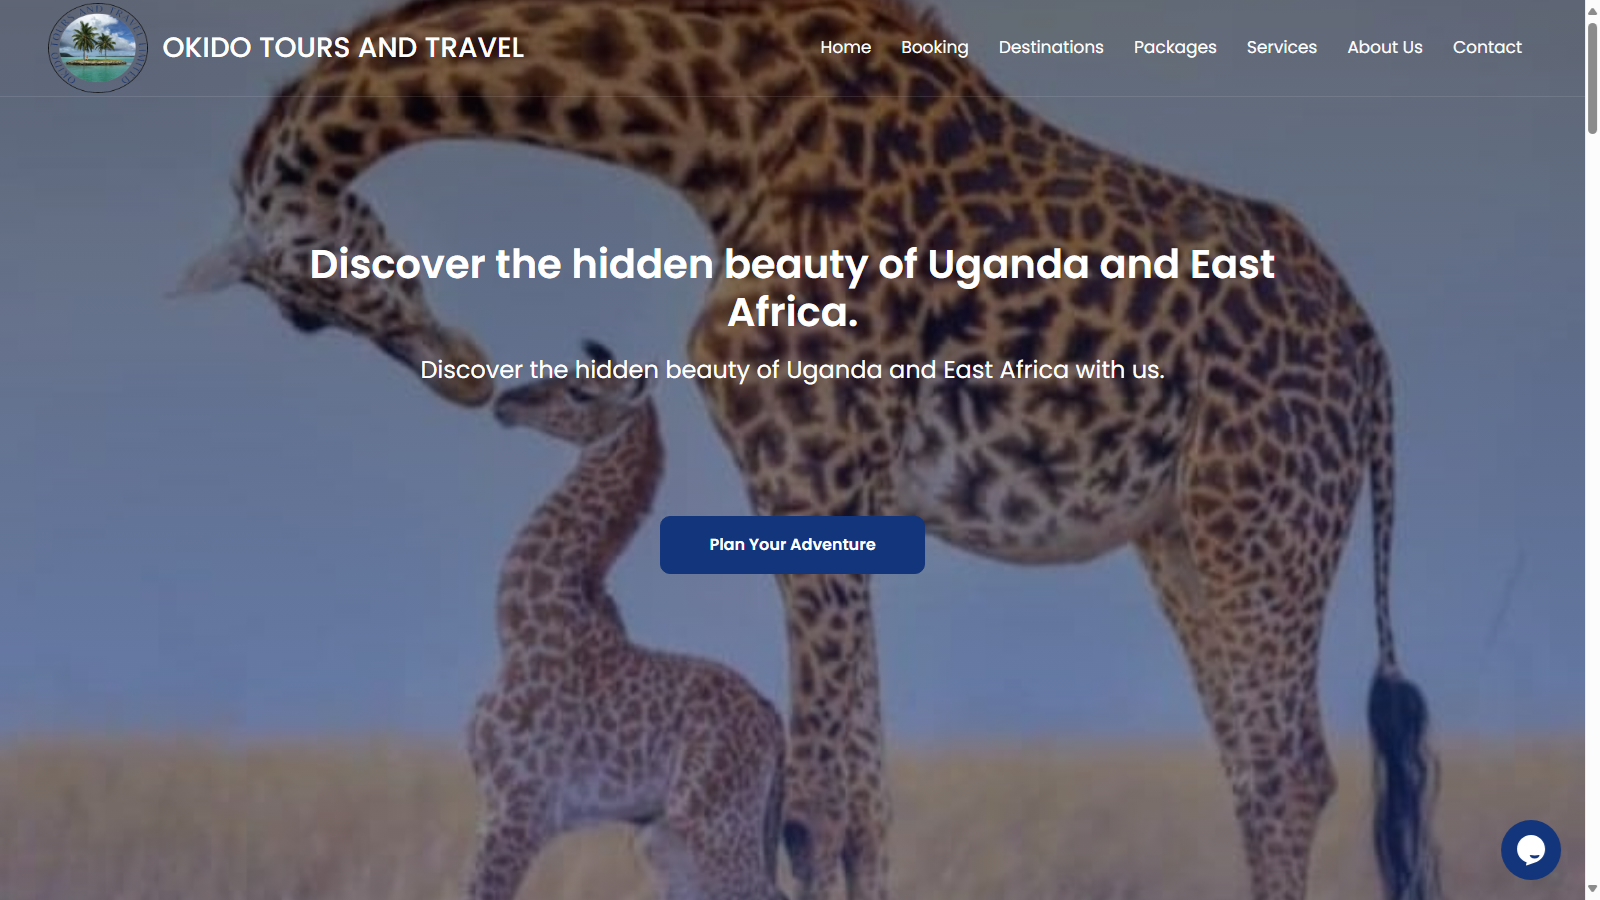 OKIDO TOURS AND TRAVEL
Home
Booking
Destinations
Packages
Services
About Us
Contact
Discover the hidden beauty of Uganda and East
Africa.
Discover the hidden beauty of Uganda and East Africa with us.
Plan Your Adventure